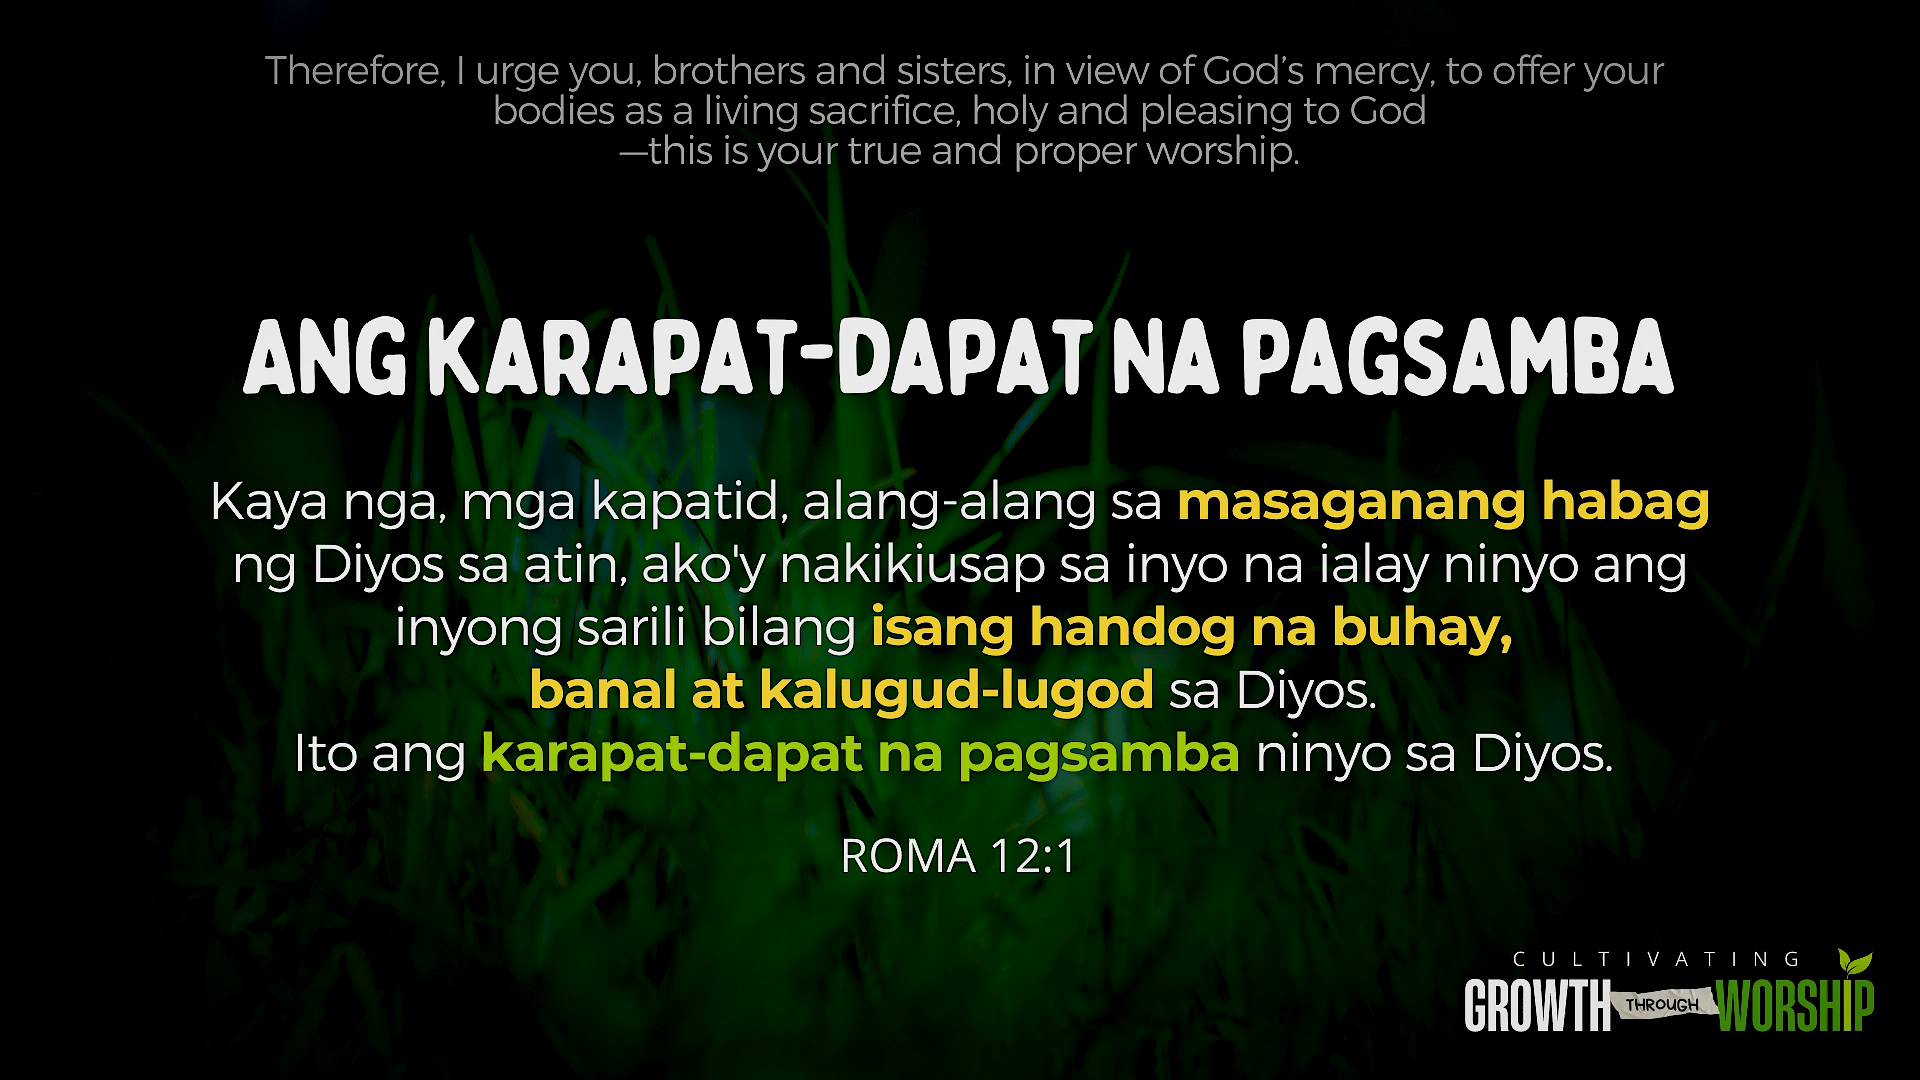 Therefore, I urge you, brothers and sisters, in view of God’s mercy, to offer your
bodies as a living sacrifice, holy and pleasing to God
—this is your true and proper worship.
ANG KARAPAT-DAPAT NA PAGSAMBA
Kaya nga, mga kapatid, alang-alang sa masaganang habag
ng Diyos sa atin, ako'y nakikiusap sa inyo na ialay ninyo ang
inyong sarili bilang isang handog na buhay,
banal at kalugud-lugod sa Diyos.
Ito ang karapat-dapat na pagsamba ninyo sa Diyos.
ROMA 12:1
CULTIVATING
GROWTH THROUGH WORSHIP